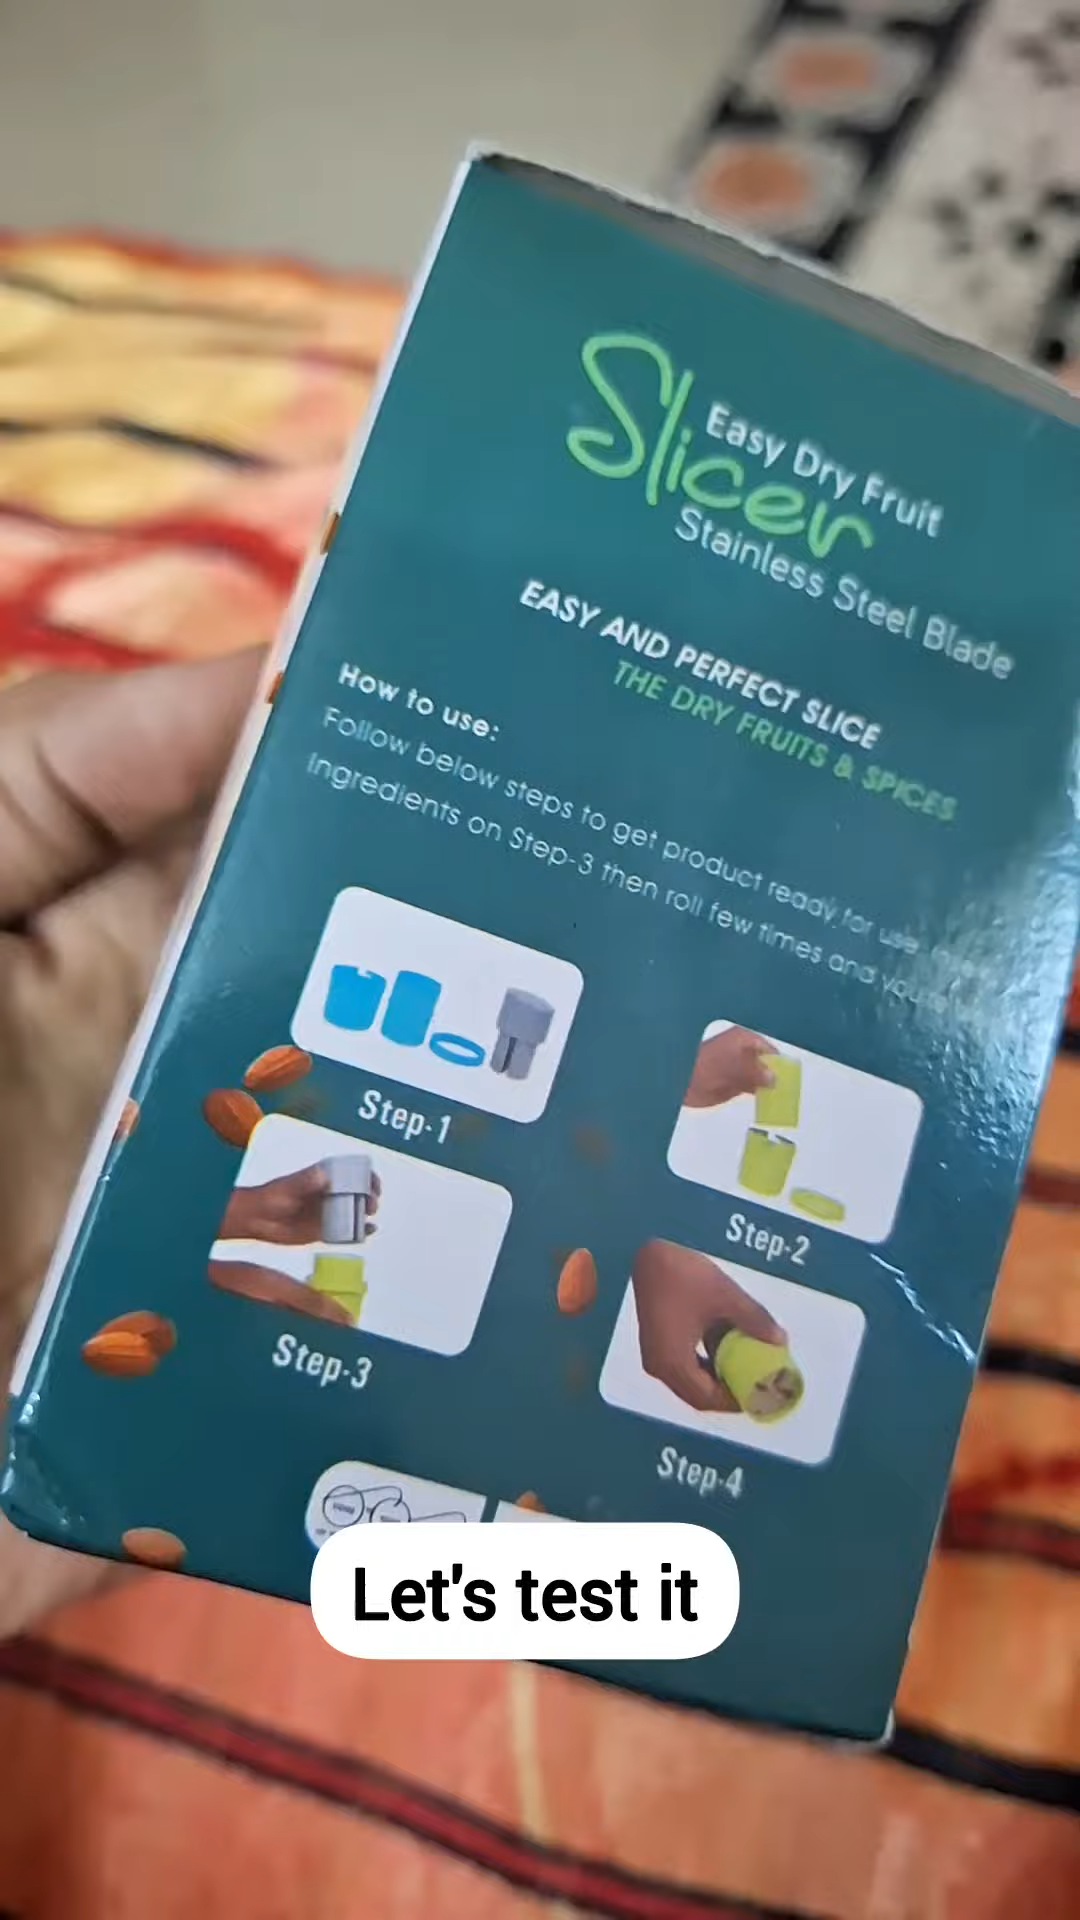 Easy Dry Fruit
Slicer
Stainless Steel Blade
EASY AND PERFECT SLICE
THE DRY FRUITS & SPICES
How to use:
Follow below steps to get product ready for use
Ingredients on Step-3 then roll few times and
Step-1
Step-2
Step-3
Step-4
Let's test it